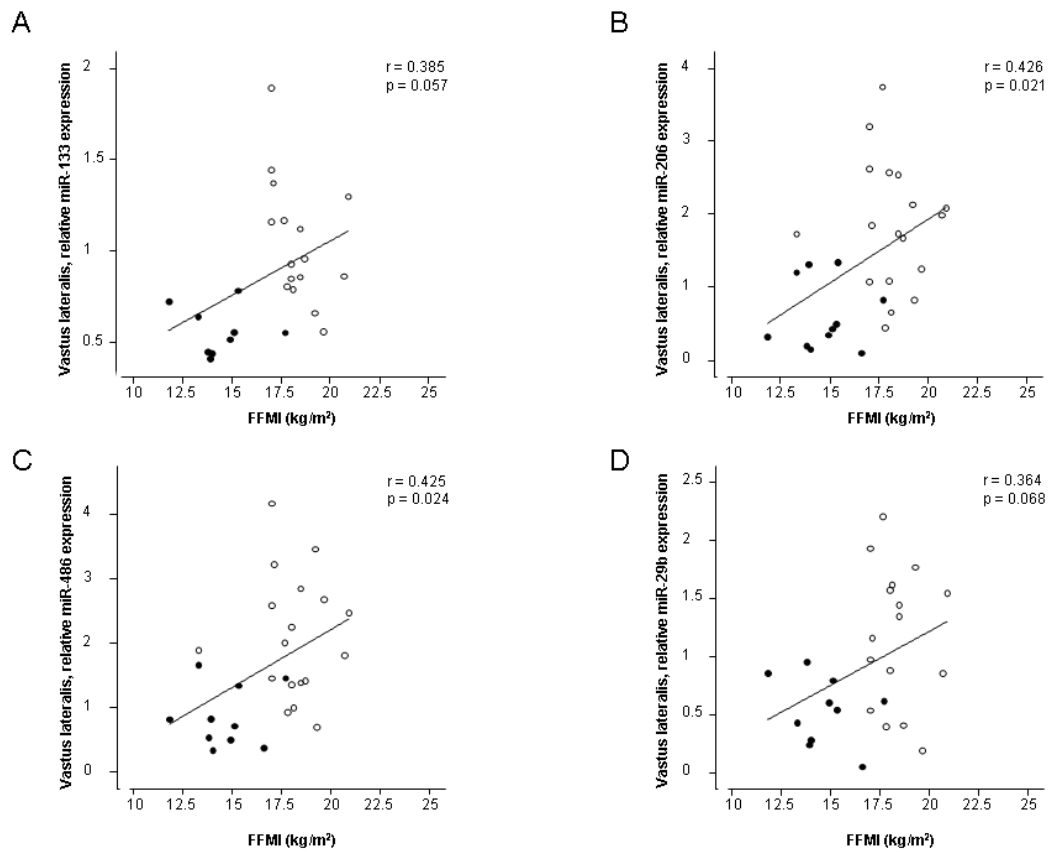 A
Vastus lateralis, relative miR-133 expression
2
1.5
1
0.5
r = 0.385
p = 0.057
10 12.5 15 17.5 20 22.5 25
FFMI (kg/m²)
B
Vastus lateralis, relative miR-206 expression
4
3
2
1
0
r = 0.426
p = 0.021
10 12.5 15 17.5 20 22.5 25
FFMI (kg/m²)
C
Vastus lateralis, relative miR-486 expression
4
3
2
1
0
r = 0.425
p = 0.024
10 12.5 15 17.5 20 22.5 25
FFMI (kg/m²)
D
Vastus lateralis, relative miR-29b expression
2.5
2
1.5
1
0.5
0
r = 0.364
p = 0.068
10 12.5 15 17.5 20 22.5 25
FFMI (kg/m²)